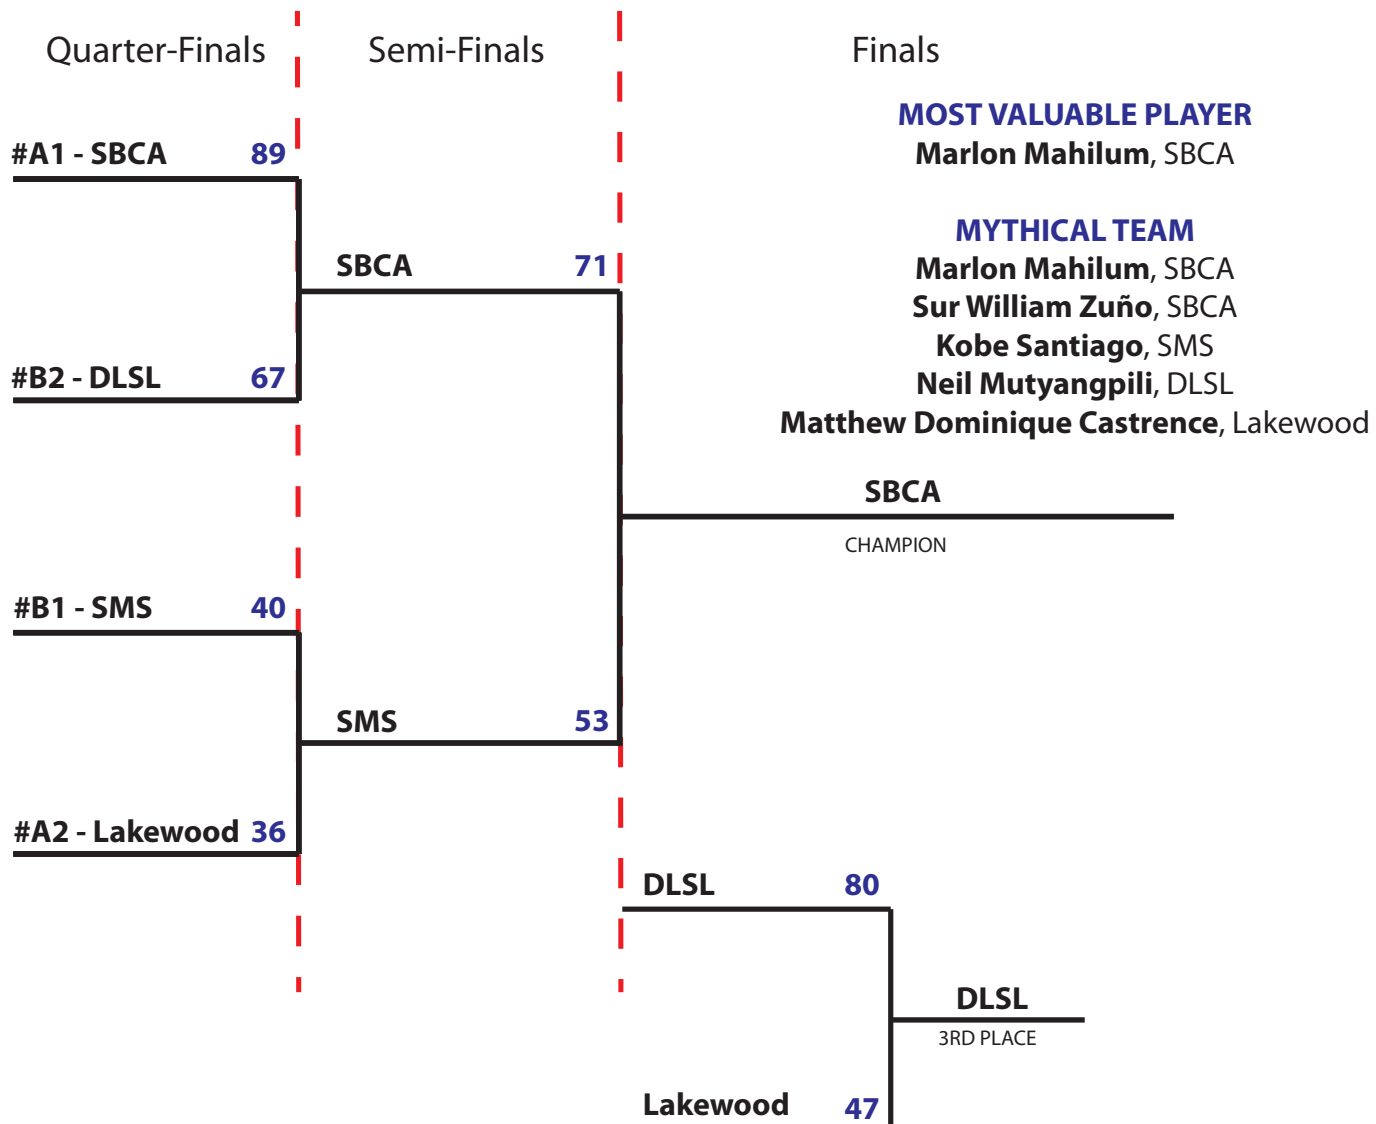 Quarter-Finals
Semi-Finals
Finals
MOST VALUABLE PLAYER
Marlon Mahilum, SBCA
MYTHICAL TEAM
Marlon Mahilum, SBCA
Sur William Zuño, SBCA
Kobe Santiago, SMS
Neil Mutyangpili, DLSL
Matthew Dominique Castrence, Lakewood
#A1 - SBCA 89
#B2 - DLSL 67
#B1 - SMS 40
#A2 - Lakewood 36
SBCA 71
SMS 53
SBCA
CHAMPION
DLSL 80
Lakewood 47
DLSL
3RD PLACE